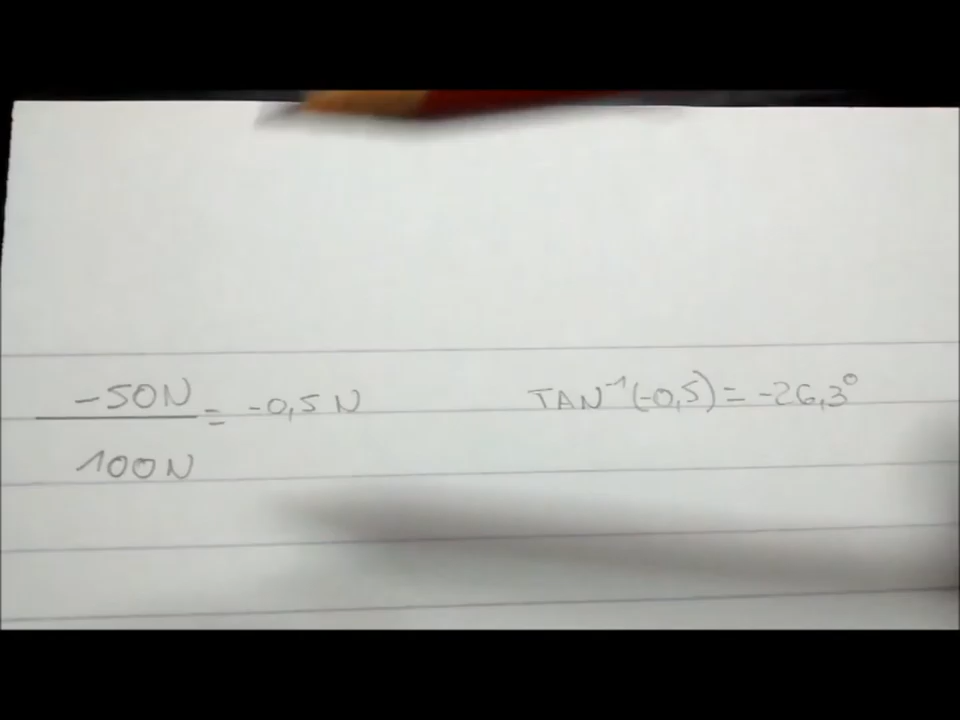 -50N
100N
= -0,5 N
TAN⁻¹(-0,5) = -26,3°